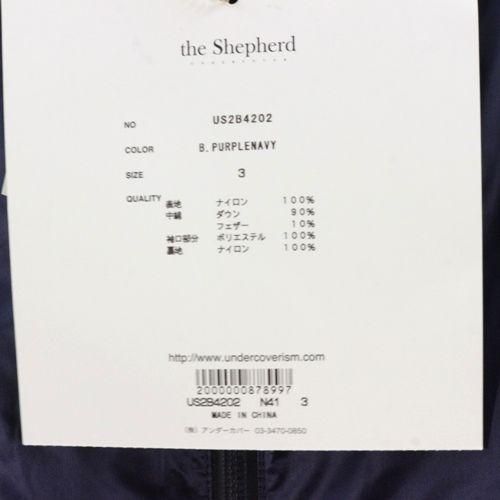 the Shepherd
UNDERCOVER
NO US2B4202
COLOR B.PURPLENAVY
SIZE 3
QUALITY 表地 ナイロン 100%
中綿 ダウン 90%
フェザー 10%
袖口部分 ポリエステル 100%
裏地 ナイロン 100%
http://www.undercoverism.com
2000000878997
US2B4202 N41 3
MADE IN CHINA
(株) アンダーカバー 03-3470-0850